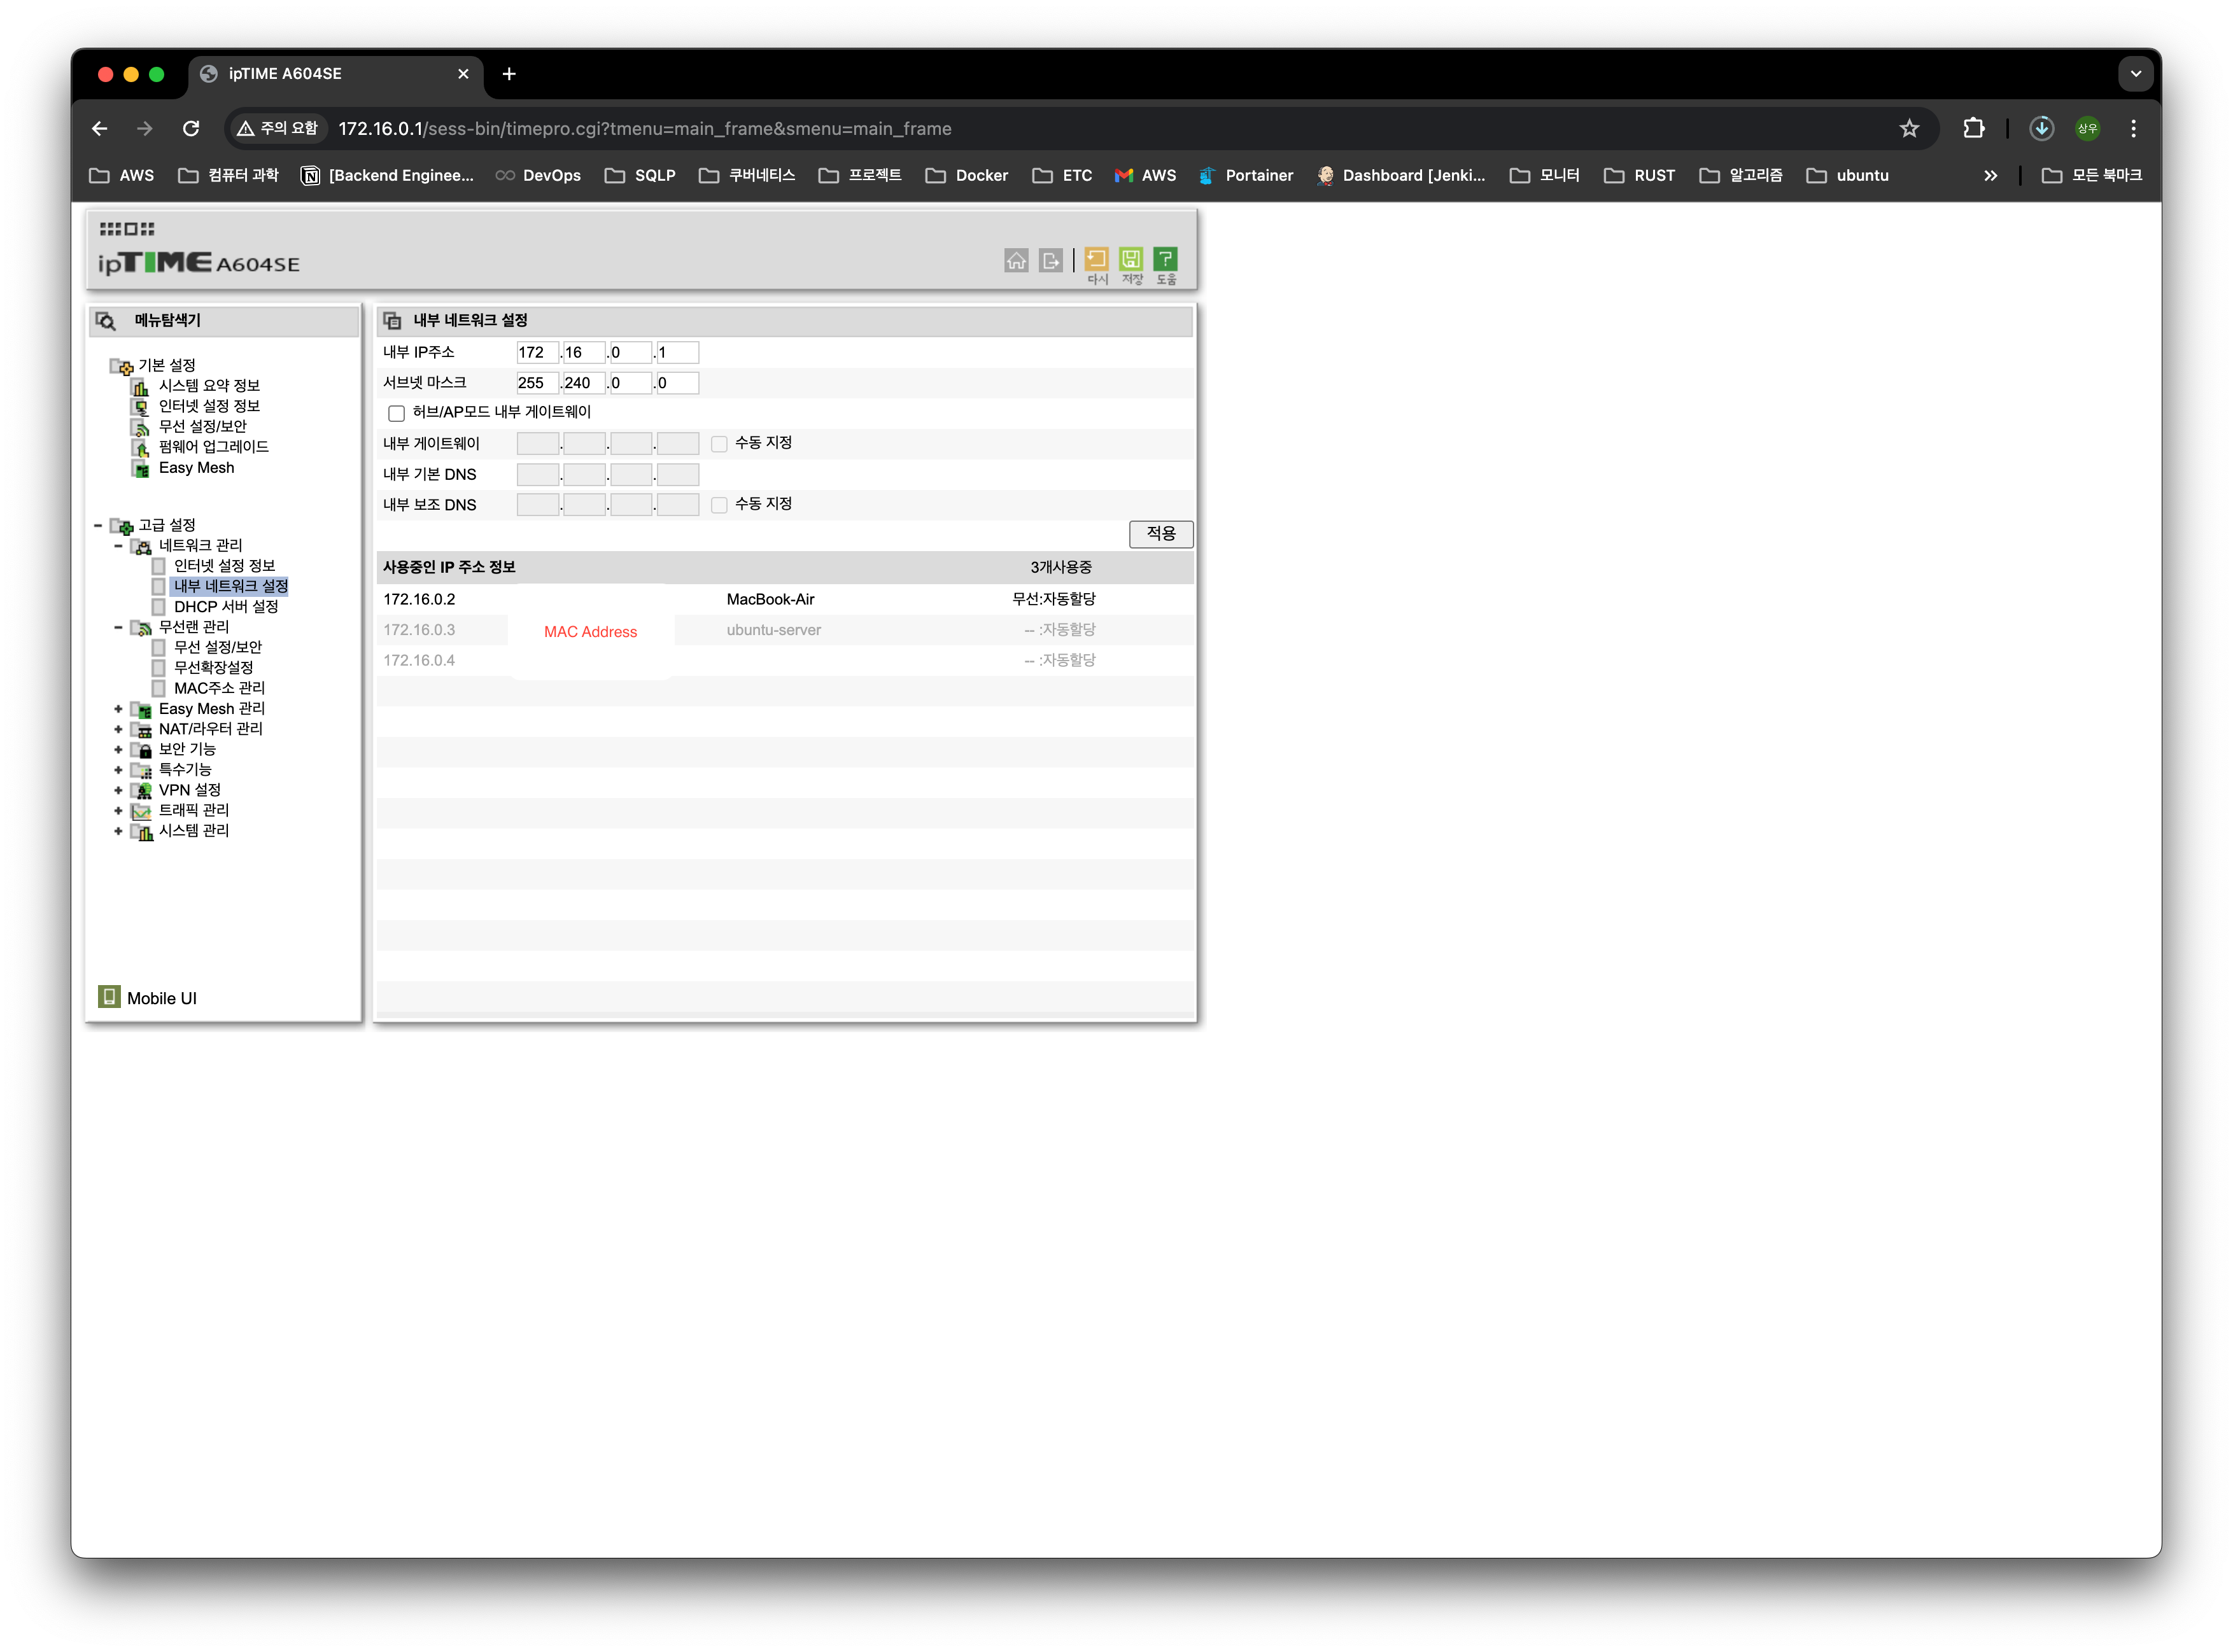 ipTIME A604SE
주의 요함 172.16.0.1/sess-bin/timepro.cgi?tmenu=main_frame&smenu=main_frame 상우
AWS 컴퓨터 과학 [Backend Enginee... DevOps SQLP 쿠버네티스 프로젝트 Docker ETC AWS Portainer Dashboard [Jenki... 모니터 RUST 알고리즘 ubuntu 모든 북마크
ipTIME A604SE
다시 저장 도움
메뉴탐색기
기본 설정
시스템 요약 정보
인터넷 설정 정보
무선 설정/보안
펌웨어 업그레이드
Easy Mesh
고급 설정
네트워크 관리
인터넷 설정 정보
내부 네트워크 설정
DHCP 서버 설정
무선랜 관리
무선 설정/보안
무선확장설정
MAC주소 관리
Easy Mesh 관리
NAT/라우터 관리
보안 기능
특수기능
VPN 설정
트래픽 관리
시스템 관리
Mobile UI
내부 네트워크 설정
내부 IP주소 172.16.0.1
서브넷 마스크 255.240.0.0
허브/AP모드 내부 게이트웨이
내부 게이트웨이 . . . 수동 지정
내부 기본 DNS . . .
내부 보조 DNS . . . 수동 지정
적용
사용중인 IP 주소 정보 3개사용중
172.16.0.2 MacBook-Air 무선:자동할당
172.16.0.3 MAC Address ubuntu-server -- :자동할당
172.16.0.4 -- :자동할당